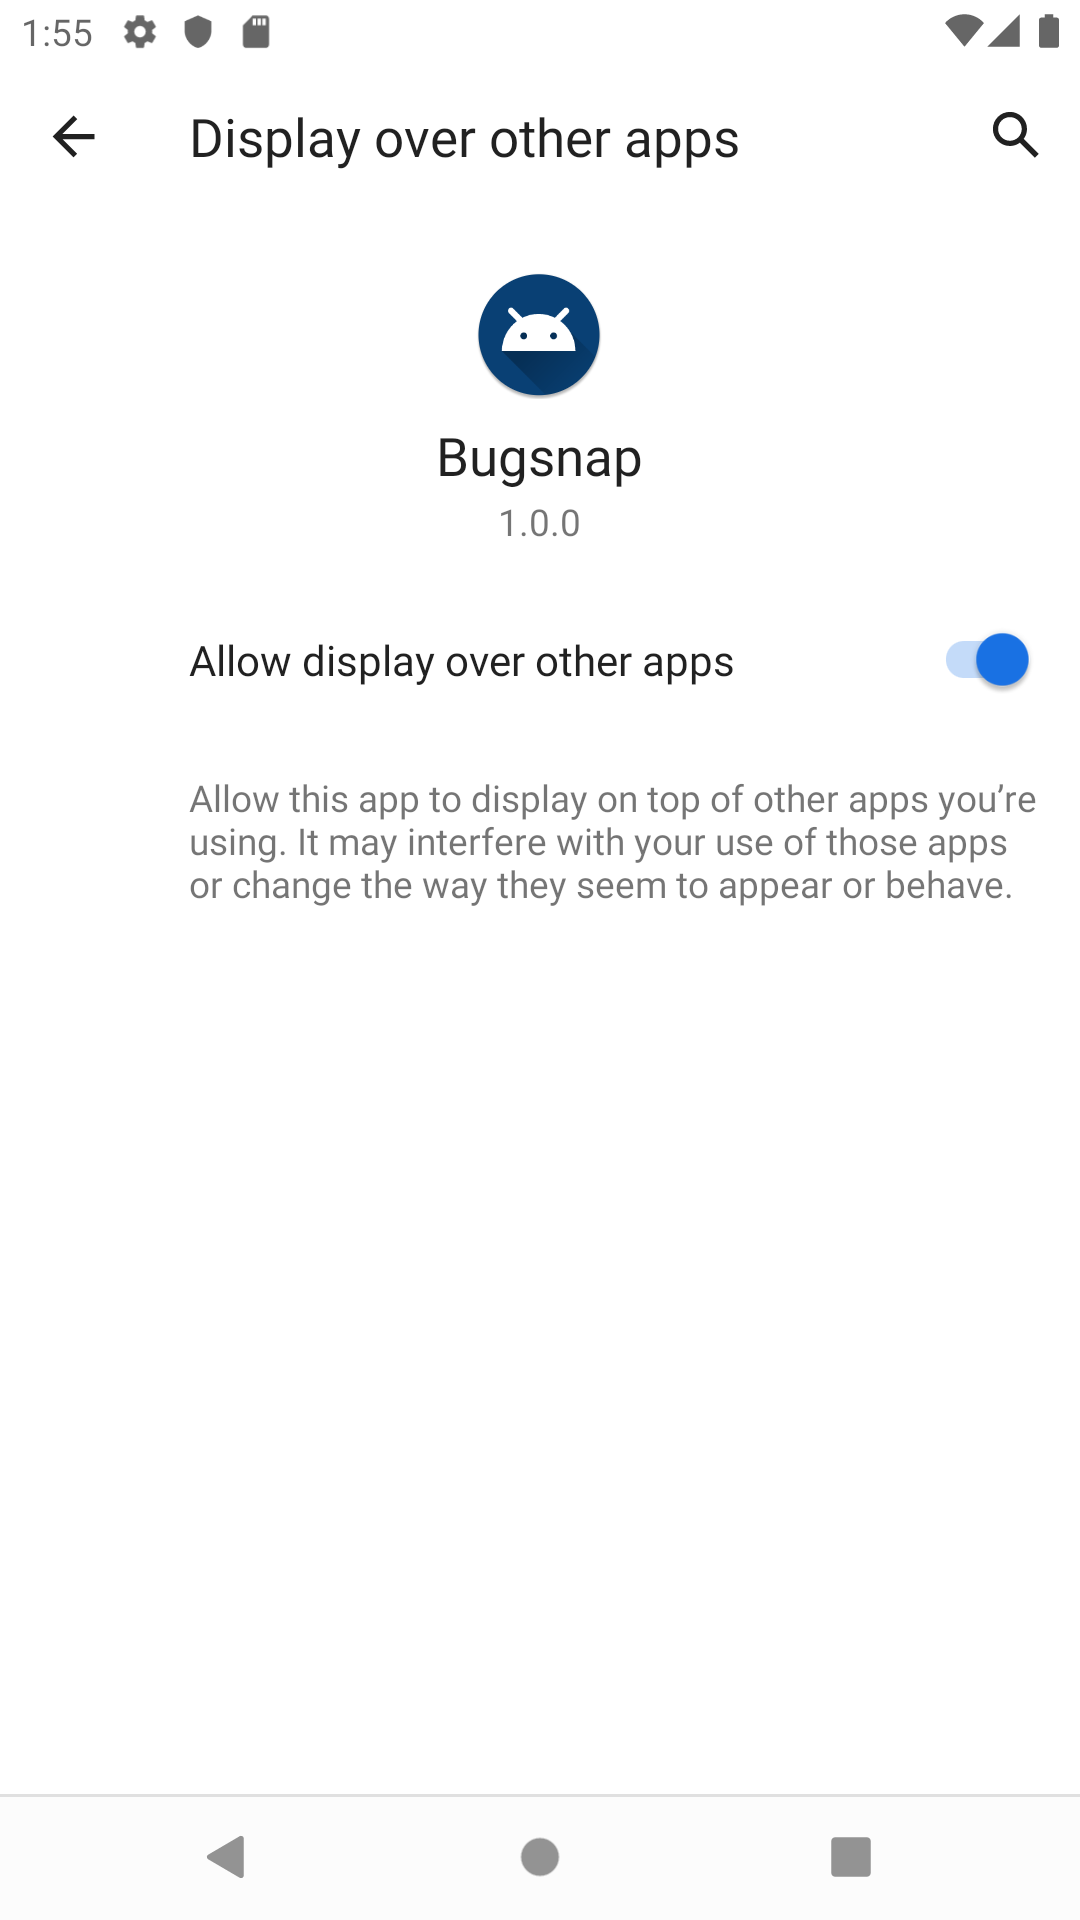 1:55
Display over other apps
Bugsnap
1.0.0
Allow display over other apps
Allow this app to display on top of other apps you’re
using. It may interfere with your use of those apps
or change the way they seem to appear or behave.